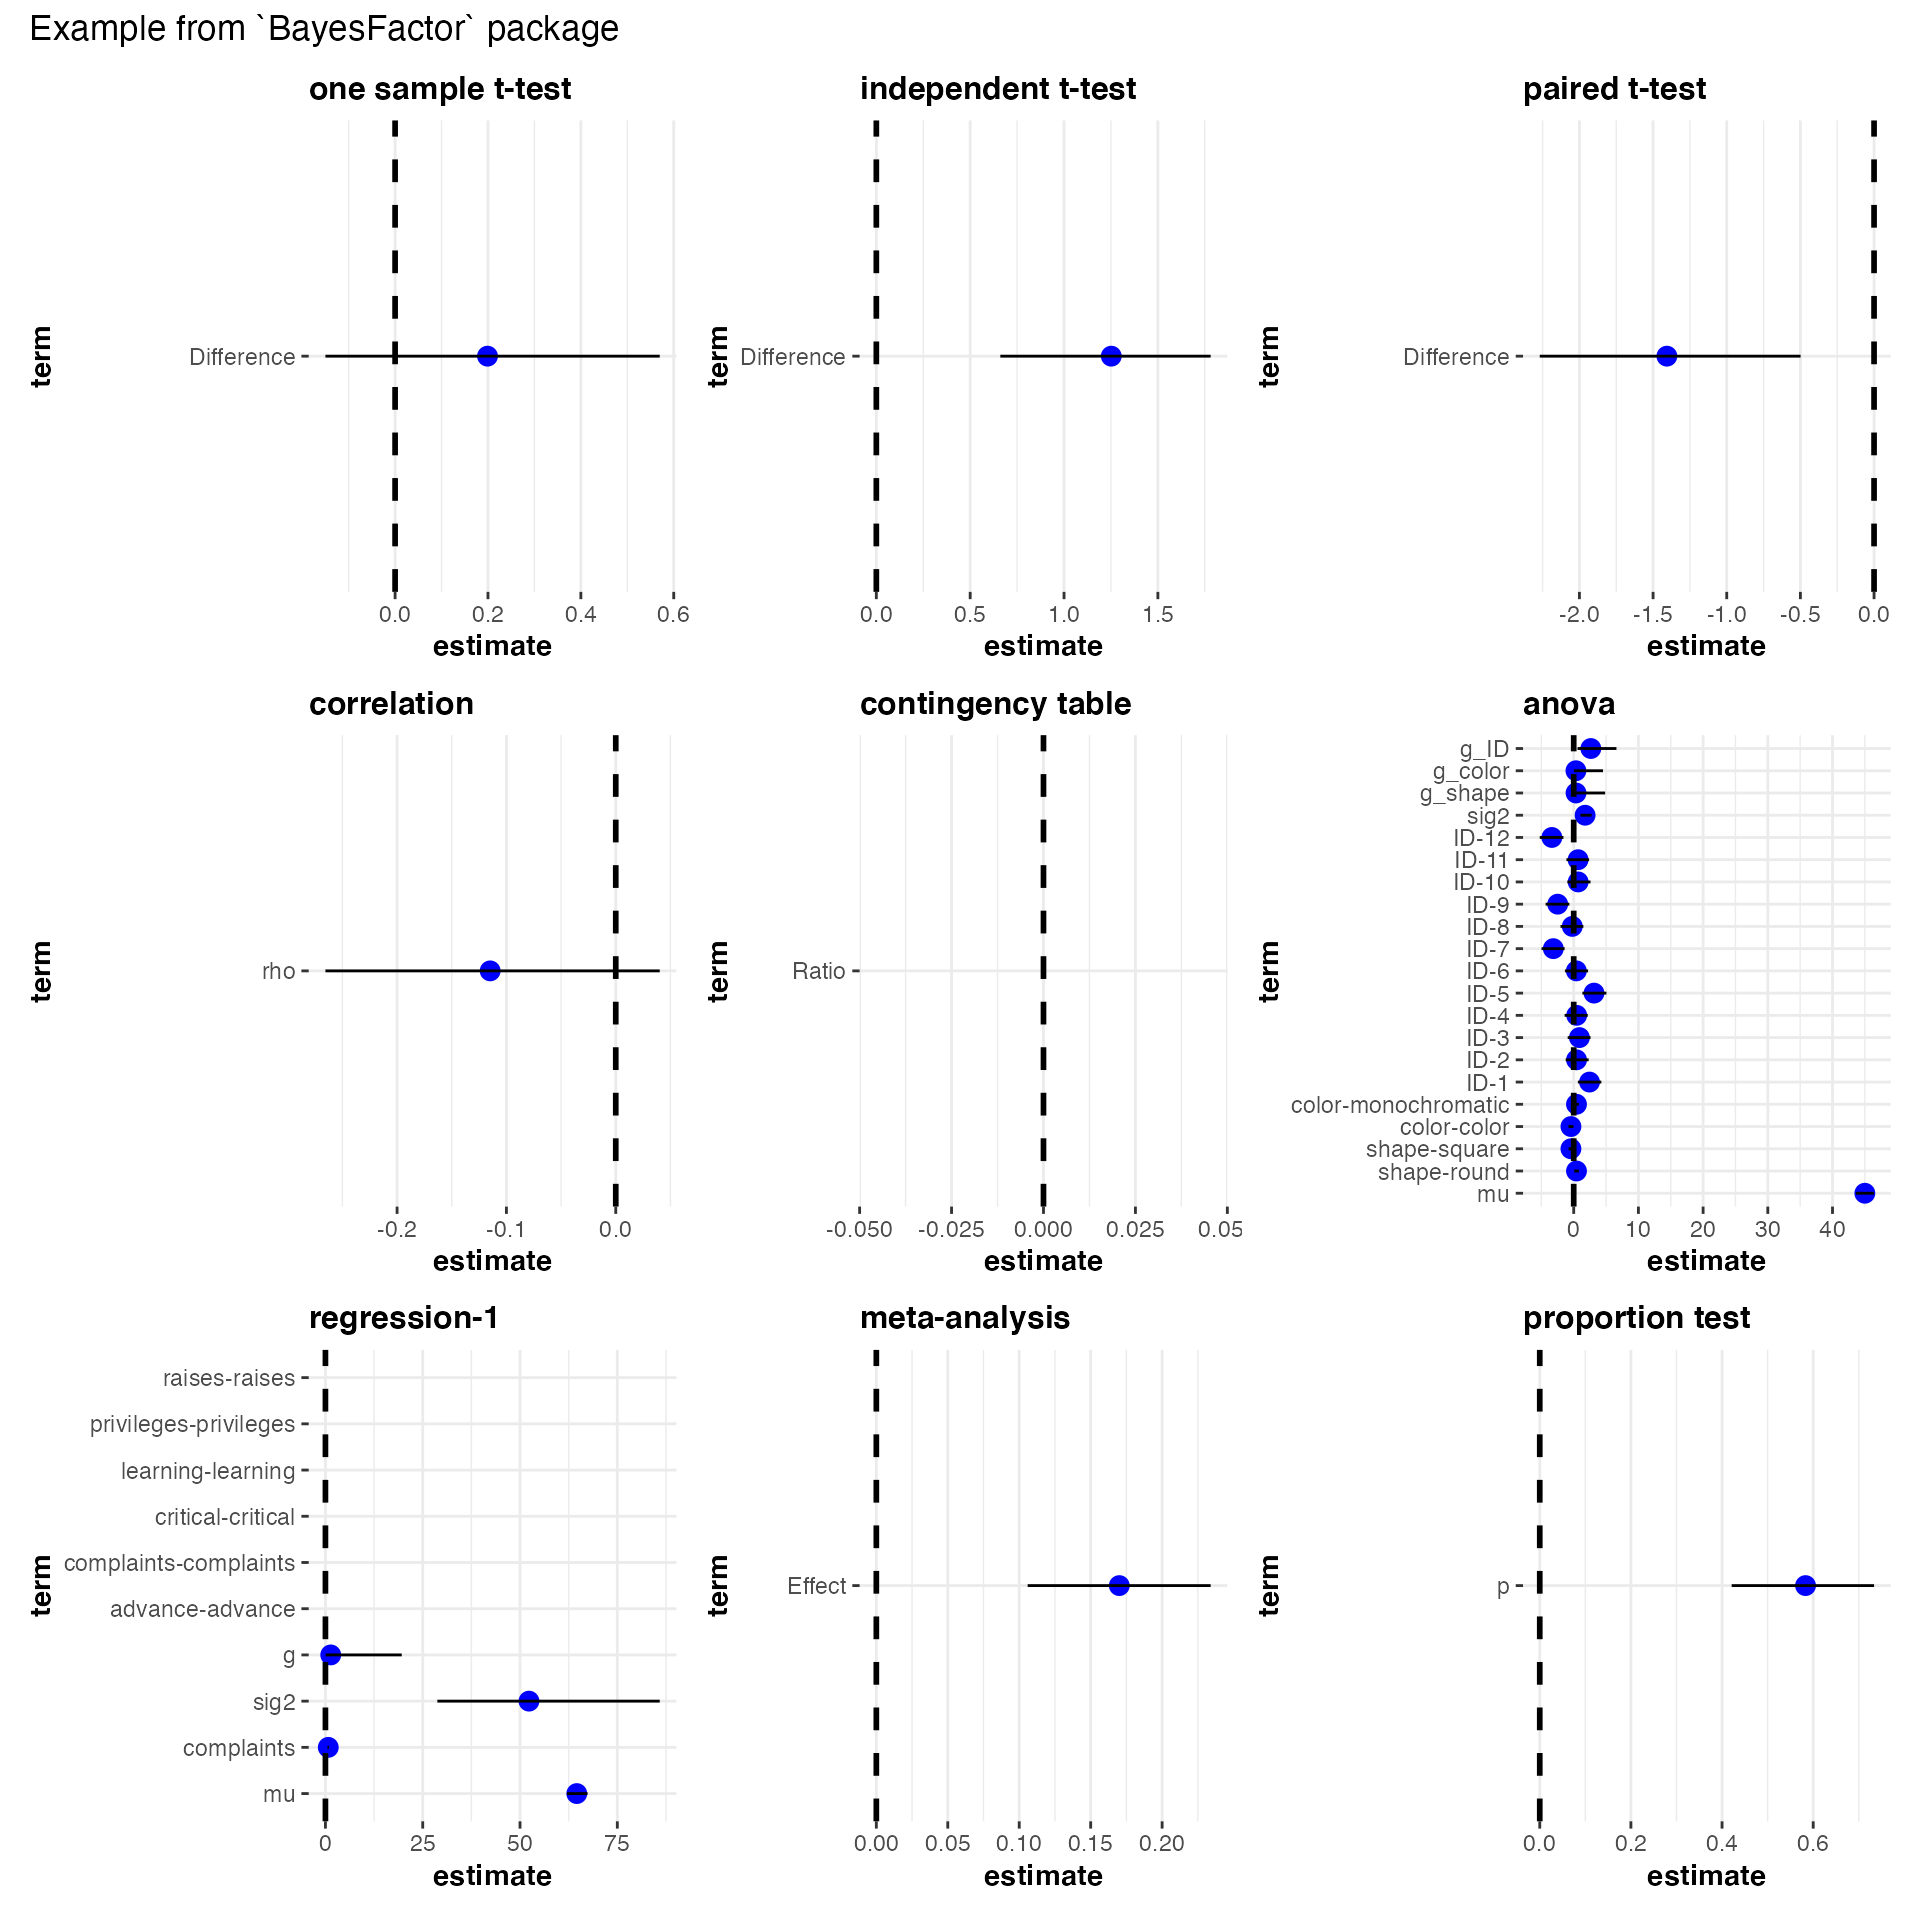 Example from `BayesFactor` package
one sample t-test
term
Difference
0.0 0.2 0.4 0.6
estimate
independent t-test
term
Difference
0.0 0.5 1.0 1.5
estimate
paired t-test
term
Difference
-2.0 -1.5 -1.0 -0.5 0.0
estimate
correlation
term
rho
-0.2 -0.1 0.0
estimate
contingency table
term
Ratio
-0.050 -0.025 0.000 0.025 0.05
estimate
anova
term
g_ID
g_color
g_shape
sig2
ID-12
ID-11
ID-10
ID-9
ID-8
ID-7
ID-6
ID-5
ID-4
ID-3
ID-2
ID-1
color-monochromatic
color-color
shape-square
shape-round
mu
0 10 20 30 40
estimate
regression-1
term
raises-raises
privileges-privileges
learning-learning
critical-critical
complaints-complaints
advance-advance
g
sig2
complaints
mu
0 25 50 75
estimate
meta-analysis
term
Effect
0.00 0.05 0.10 0.15 0.20
estimate
proportion test
term
p
0.0 0.2 0.4 0.6
estimate